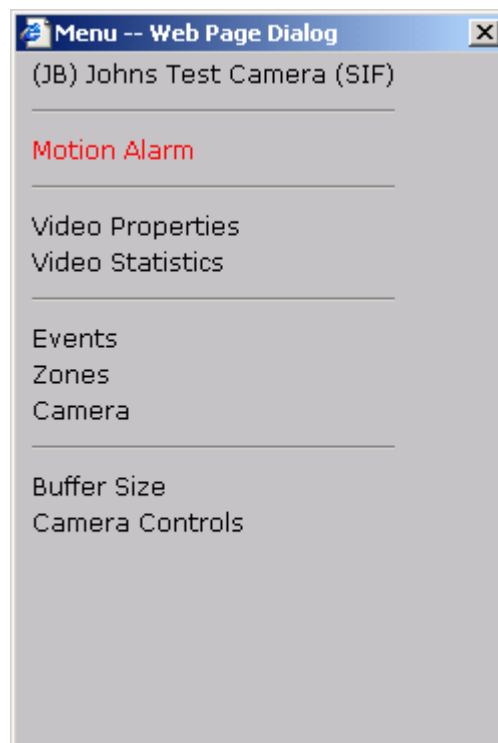 Menu -- Web Page Dialog
(JB) Johns Test Camera (SIF)
Motion Alarm
Video Properties
Video Statistics
Events
Zones
Camera
Buffer Size
Camera Controls